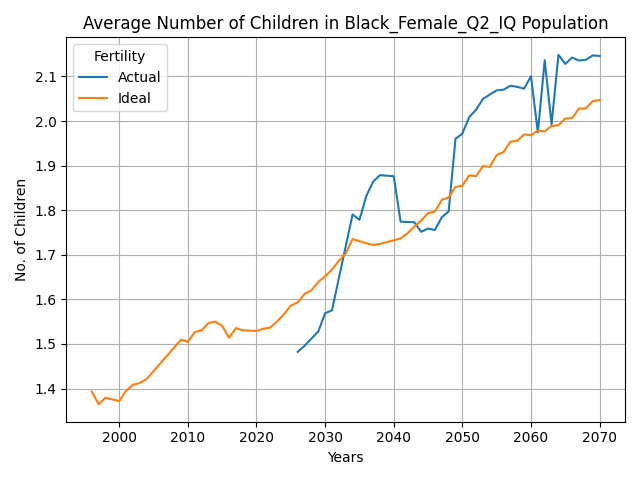 Average Number of Children in Black_Female_Q2_IQ Population
Fertility
Actual
Ideal
No. of Children
2.1
2.0
1.9
1.8
1.7
1.6
1.5
1.4
2000 2010 2020 2030 2040 2050 2060 2070
Years